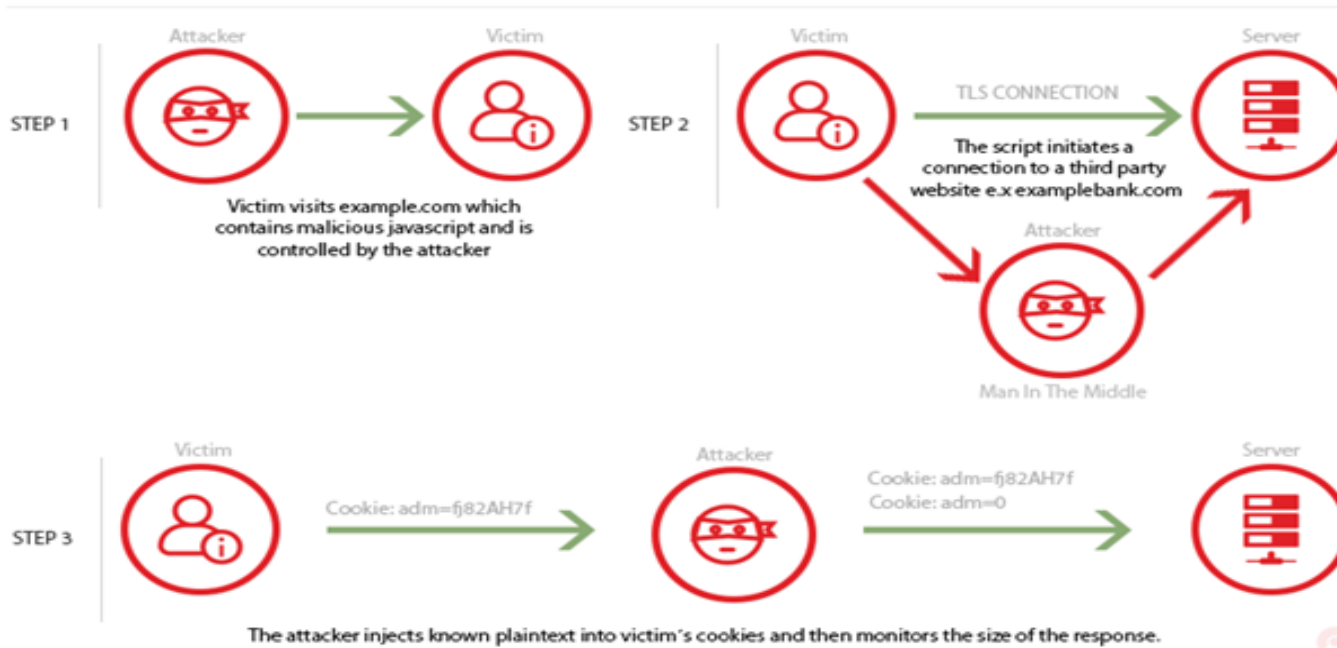 Attacker
Victim
STEP 1
Victim visits example.com which
contains malicious javascript and is
controlled by the attacker
Victim
Server
STEP 2
TLS CONNECTION
The script initiates a
connection to a third party
website e.x examplebank.com
Attacker
Man In The Middle
Victim
Attacker
Server
STEP 3
Cookie: adm=fj82AH7f
Cookie: adm=fj82AH7f
Cookie: adm=0
The attacker injects known plaintext into victim´s cookies and then monitors the size of the response.